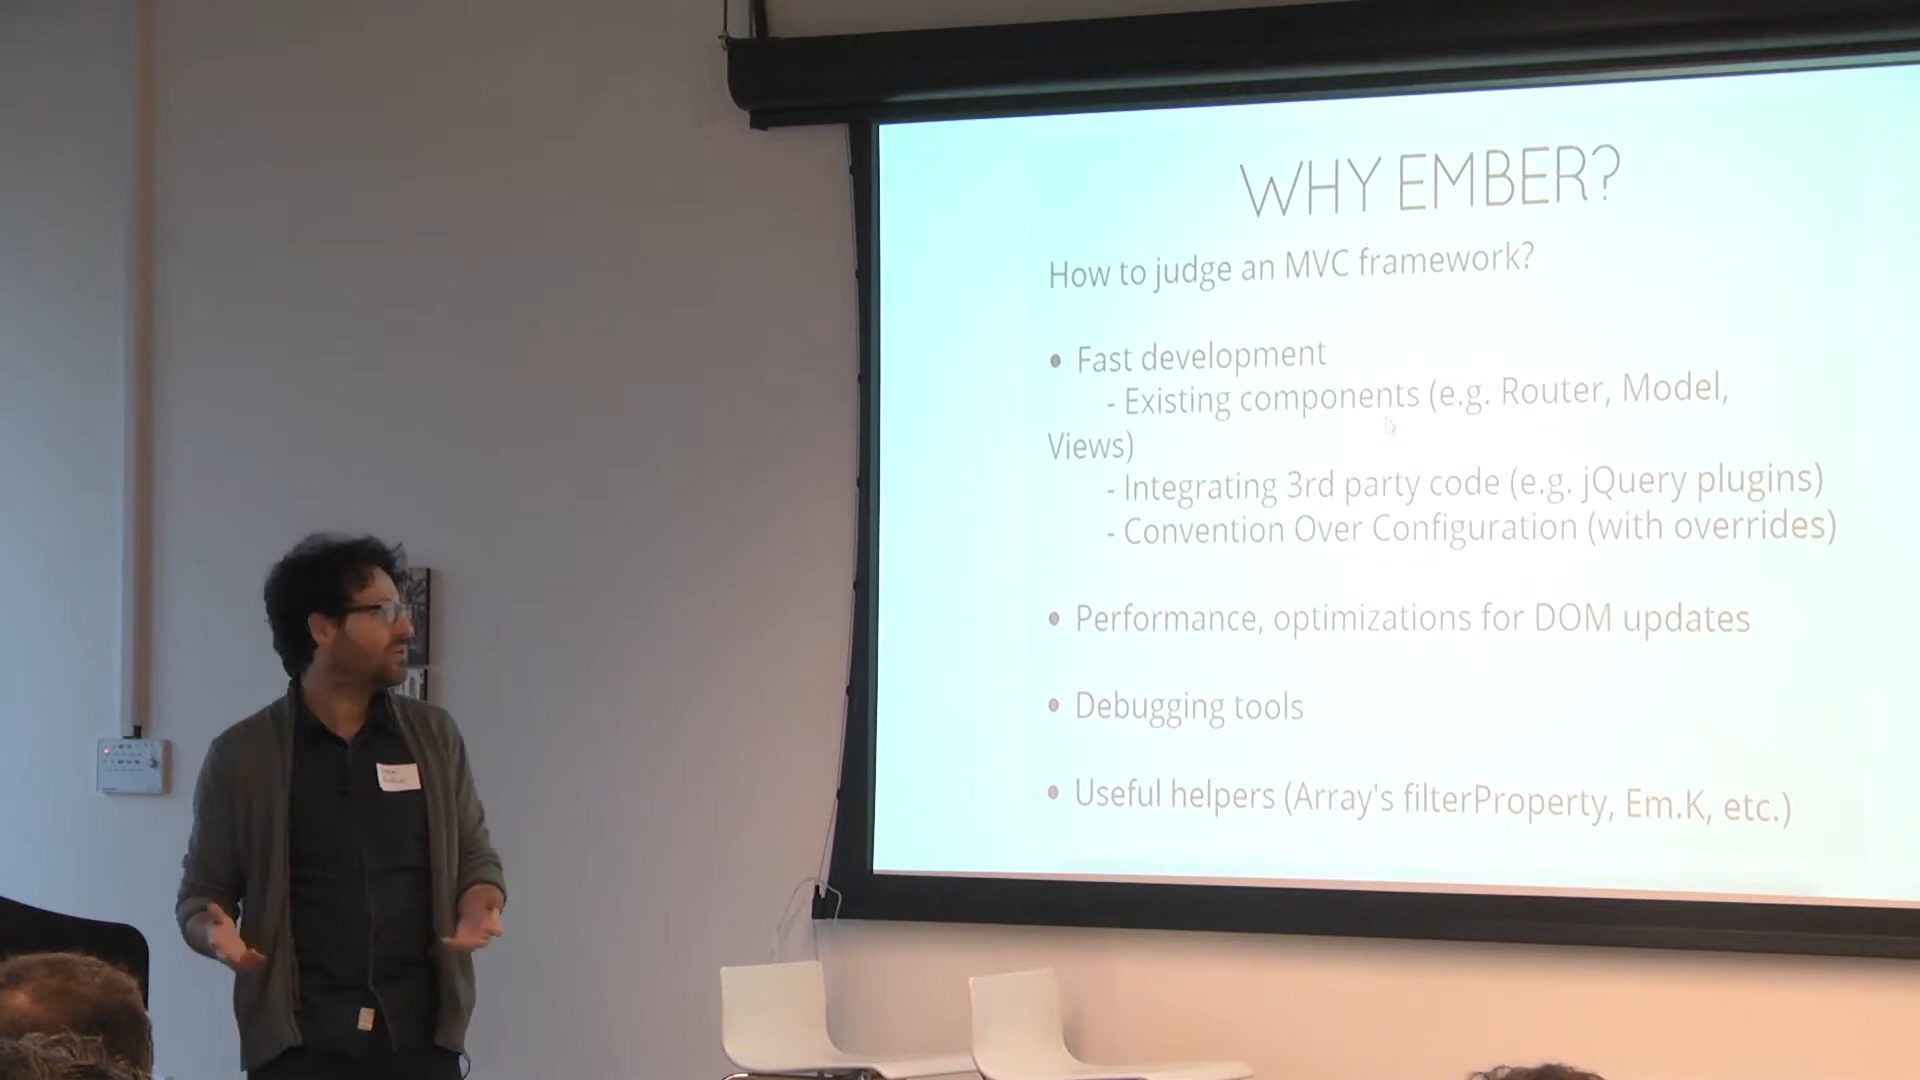 WHY EMBER?
How to judge an MVC framework?
• Fast development
- Existing components (e.g. Router, Model,
Views)
- Integrating 3rd party code (e.g. jQuery plugins)
- Convention Over Configuration (with overrides)
• Performance, optimizations for DOM updates
• Debugging tools
• Useful helpers (Array's filterProperty, Em.K, etc.)